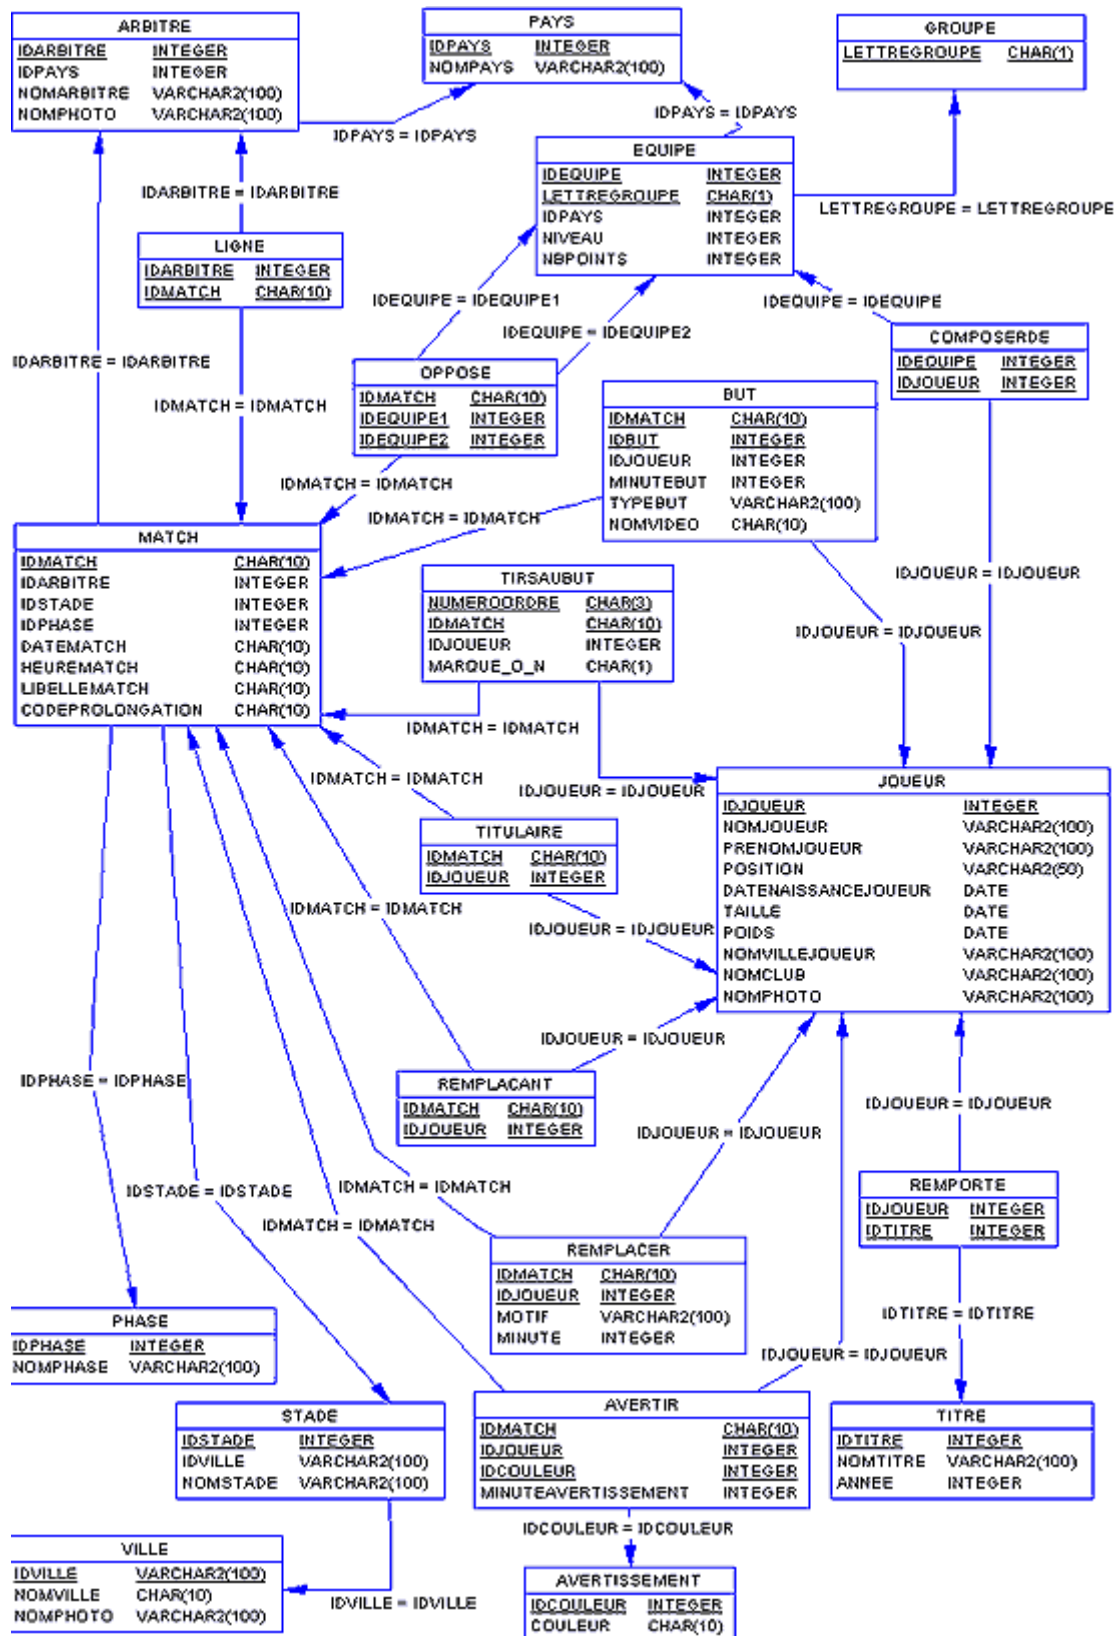 ARBITRE
IDARBITRE INTEGER
IDPAYS INTEGER
NOMARBITRE VARCHAR2(100)
NOMPHOTO VARCHAR2(100)
PAYS
IDPAYS INTEGER
NOMPAYS VARCHAR2(100)
GROUPE
LETTREGROUPE CHAR(1)
IDPAYS = IDPAYS
IDPAYS = IDPAYS
EQUIPE
IDEQUIPE INTEGER
LETTREGROUPE CHAR(1)
IDPAYS INTEGER
NIVEAU INTEGER
NBPOINTS INTEGER
LETTREGROUPE = LETTREGROUPE
IDARBITRE = IDARBITRE
LIGNE
IDARBITRE INTEGER
IDMATCH CHAR(10)
IDEQUIPE = IDEQUIPE1
IDEQUIPE = IDEQUIPE2
IDEQUIPE = IDEQUIPE
COMPOSERDE
IDEQUIPE INTEGER
IDJOUEUR INTEGER
IDARBITRE = IDARBITRE
IDMATCH = IDMATCH
OPPOSE
IDMATCH CHAR(10)
IDEQUIPE1 INTEGER
IDEQUIPE2 INTEGER
BUT
IDMATCH CHAR(10)
IDBUT INTEGER
IDJOUEUR INTEGER
MINUTEBUT INTEGER
TYPEBUT VARCHAR2(100)
NOMVIDEO CHAR(10)
IDMATCH = IDMATCH
IDMATCH = IDMATCH
MATCH
IDMATCH CHAR(10)
IDARBITRE INTEGER
IDSTADE INTEGER
IDPHASE INTEGER
DATEMATCH CHAR(10)
HEUREMATCH CHAR(10)
LIBELLEMATCH CHAR(10)
CODEPROLONGATION CHAR(10)
TIRSAUBUT
NUMEROORDRE CHAR(3)
IDMATCH CHAR(10)
IDJOUEUR INTEGER
MARQUE_O_N CHAR(1)
IDJOUEUR = IDJOUEUR
IDJOUEUR = IDJOUEUR
IDMATCH = IDMATCH
IDMATCH = IDMATCH
IDJOUEUR = IDJOUEUR
JOUEUR
IDJOUEUR INTEGER
NOMJOUEUR VARCHAR2(100)
PRENOMJOUEUR VARCHAR2(100)
POSITION VARCHAR2(50)
DATENAISSANCEJOUEUR DATE
TAILLE DATE
POIDS DATE
NOMVILLEJOUEUR VARCHAR2(100)
NOMCLUB VARCHAR2(100)
NOMPHOTO VARCHAR2(100)
TITULAIRE
IDMATCH CHAR(10)
IDJOUEUR INTEGER
IDMATCH = IDMATCH
IDJOUEUR = IDJOUEUR
IDJOUEUR = IDJOUEUR
REMPLACANT
IDMATCH CHAR(10)
IDJOUEUR INTEGER
IDPHASE = IDPHASE
IDJOUEUR = IDJOUEUR
IDJOUEUR = IDJOUEUR
IDSTADE = IDSTADE
IDMATCH = IDMATCH
IDMATCH = IDMATCH
REMPORTE
IDJOUEUR INTEGER
IDTITRE INTEGER
REMPLACER
IDMATCH CHAR(10)
IDJOUEUR INTEGER
MOTIF VARCHAR2(100)
MINUTE INTEGER
IDTITRE = IDTITRE
IDJOUEUR = IDJOUEUR
PHASE
IDPHASE INTEGER
NOMPHASE VARCHAR2(100)
STADE
IDSTADE INTEGER
IDVILLE VARCHAR2(100)
NOMSTADE VARCHAR2(100)
AVERTIR
IDMATCH CHAR(10)
IDJOUEUR INTEGER
IDCOULEUR INTEGER
MINUTEAVERTISSEMENT INTEGER
TITRE
IDTITRE INTEGER
NOMTITRE VARCHAR2(100)
ANNEE INTEGER
IDCOULEUR = IDCOULEUR
VILLE
IDVILLE VARCHAR2(100)
NOMVILLE CHAR(10)
NOMPHOTO VARCHAR2(100)
IDVILLE = IDVILLE
AVERTISSEMENT
IDCOULEUR INTEGER
COULEUR CHAR(10)